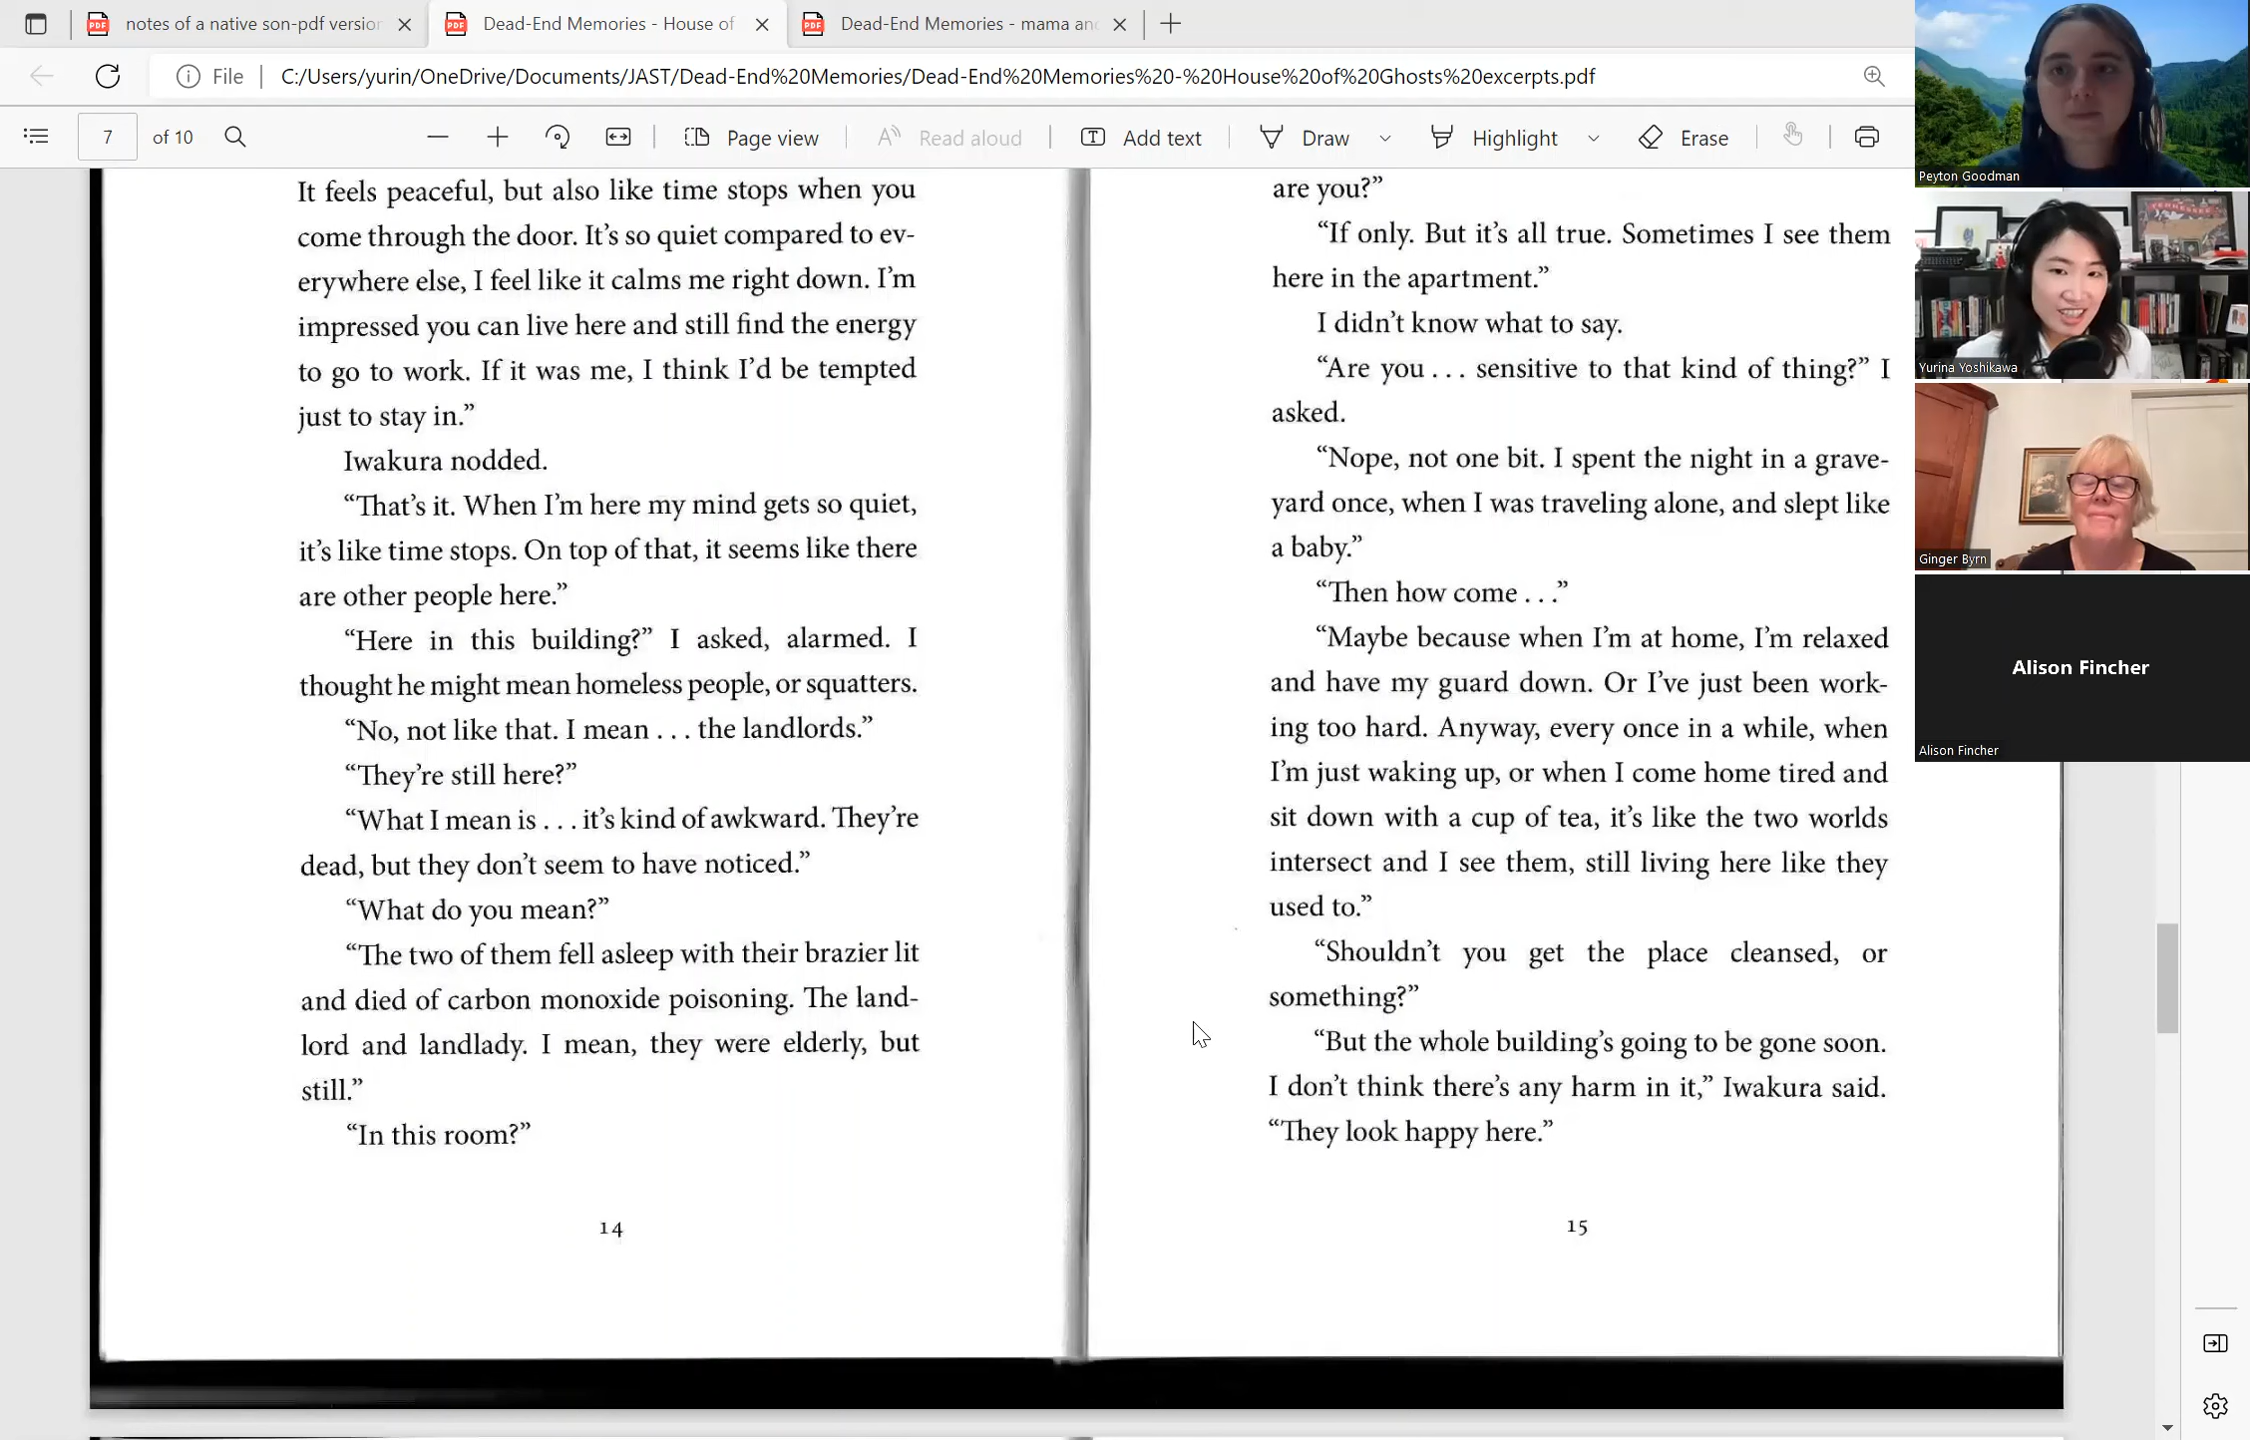 notes of a native son-pdf versio
Dead-End Memories - House of
Dead-End Memories - mama an
File
C:/Users/yurin/OneDrive/Documents/JAST/Dead-End%20Memories/Dead-End%20Memories%20-%20House%20of%20Ghosts%20excerpts.pdf
7 of 10
Page view
Read aloud
Add text
Draw
Highlight
Erase
It feels peaceful, but also like time stops when you
come through the door. It’s so quiet compared to ev-
erywhere else, I feel like it calms me right down. I’m
impressed you can live here and still find the energy
to go to work. If it was me, I think I’d be tempted
just to stay in.”
Iwakura nodded.
“That’s it. When I’m here my mind gets so quiet,
it’s like time stops. On top of that, it seems like there
are other people here.”
“Here in this building?” I asked, alarmed. I
thought he might mean homeless people, or squatters.
“No, not like that. I mean . . . the landlords.”
“They’re still here?”
“What I mean is . . . it’s kind of awkward. They’re
dead, but they don’t seem to have noticed.”
“What do you mean?”
“The two of them fell asleep with their brazier lit
and died of carbon monoxide poisoning. The land-
lord and landlady. I mean, they were elderly, but
still.”
“In this room?”
14
are you?”
“If only. But it’s all true. Sometimes I see them
here in the apartment.”
I didn’t know what to say.
“Are you . . . sensitive to that kind of thing?” I
asked.
“Nope, not one bit. I spent the night in a grave-
yard once, when I was traveling alone, and slept like
a baby.”
“Then how come . . .”
“Maybe because when I’m at home, I’m relaxed
and have my guard down. Or I’ve just been work-
ing too hard. Anyway, every once in a while, when
I’m just waking up, or when I come home tired and
sit down with a cup of tea, it’s like the two worlds
intersect and I see them, still living here like they
used to.”
“Shouldn’t you get the place cleansed, or
something?”
“But the whole building’s going to be gone soon.
I don’t think there’s any harm in it,” Iwakura said.
“They look happy here.”
15
Peyton Goodman
TENNESSEE
Yurina Yoshikawa
Ginger Byrn
Alison Fincher
Alison Fincher